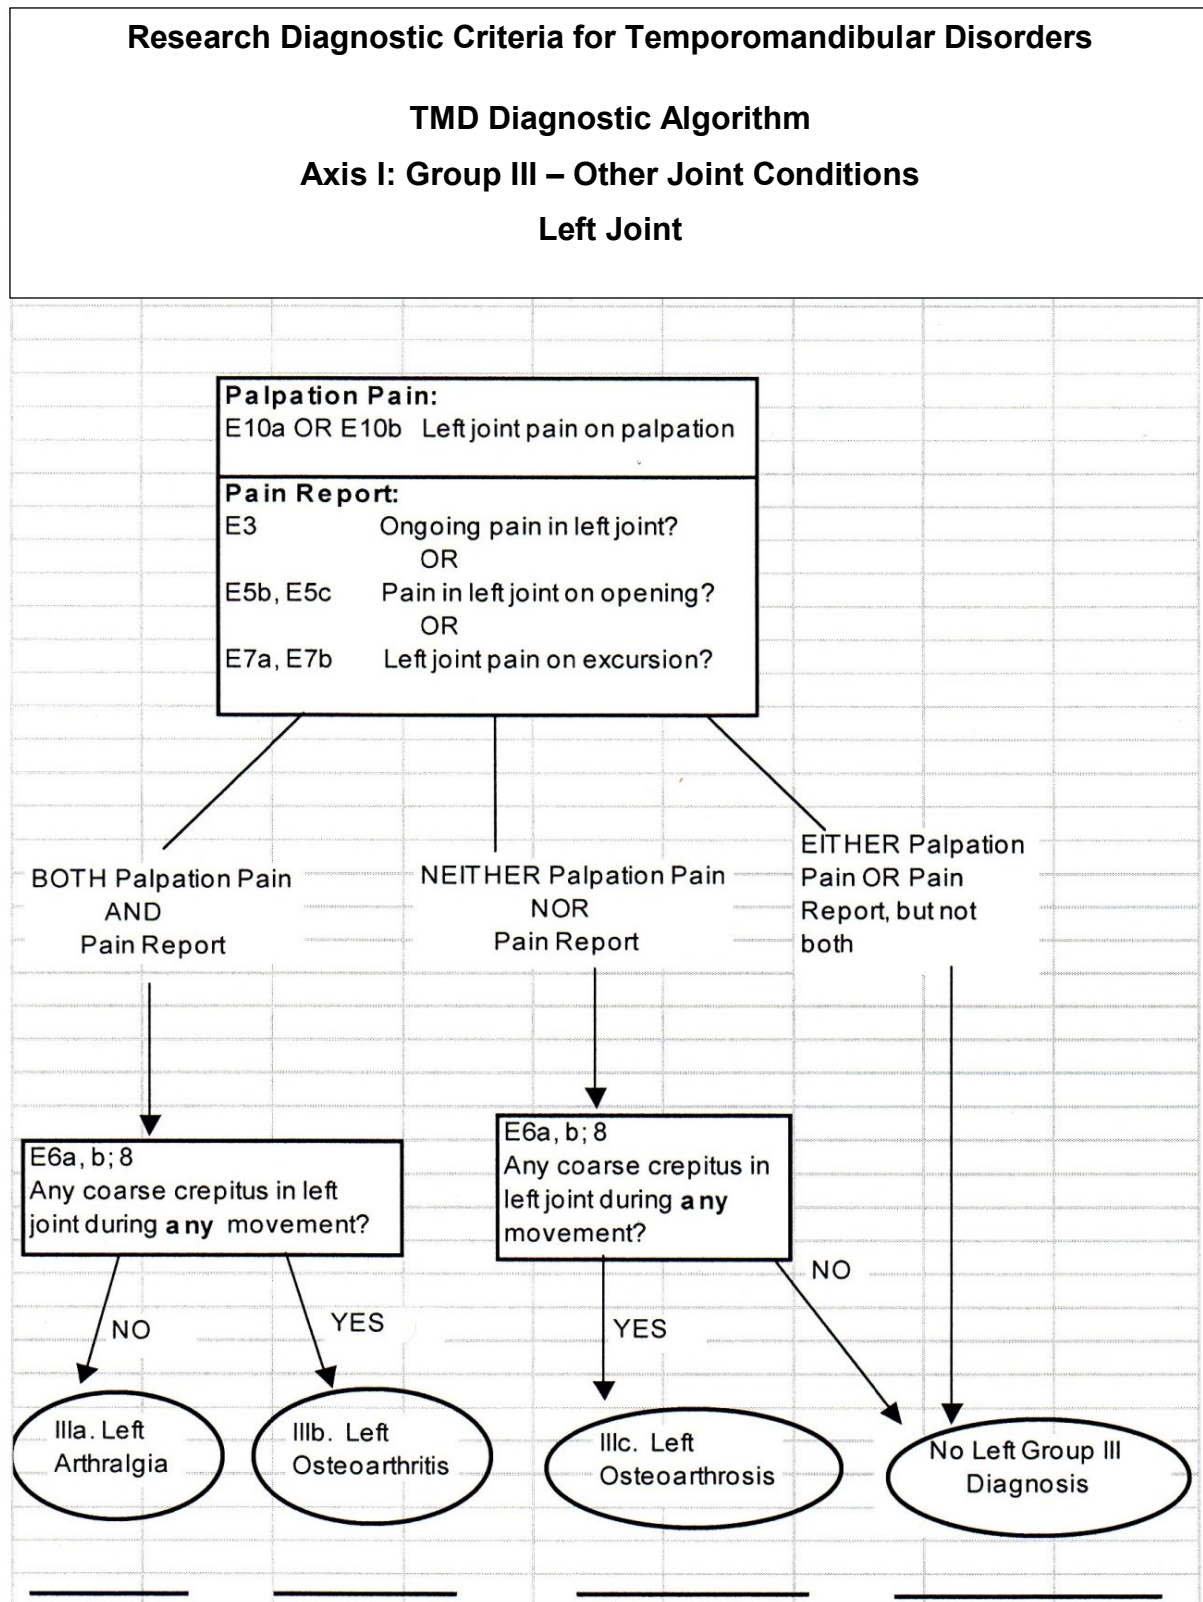 Research Diagnostic Criteria for Temporomandibular Disorders
TMD Diagnostic Algorithm
Axis I: Group III – Other Joint Conditions
Left Joint
Palpation Pain:
E10a OR E10b Left joint pain on palpation
Pain Report:
E3 Ongoing pain in left joint?
OR
E5b, E5c Pain in left joint on opening?
OR
E7a, E7b Left joint pain on excursion?
BOTH Palpation Pain
AND
Pain Report
NEITHER Palpation Pain
NOR
Pain Report
EITHER Palpation
Pain OR Pain
Report, but not
both
E6a, b; 8
Any coarse crepitus in left
joint during any movement?
E6a, b; 8
Any coarse crepitus in
left joint during any
movement?
NO
YES
YES
NO
IIIa. Left
Arthralgia
IIIb. Left
Osteoarthritis
IIIc. Left
Osteoarthrosis
No Left Group III
Diagnosis